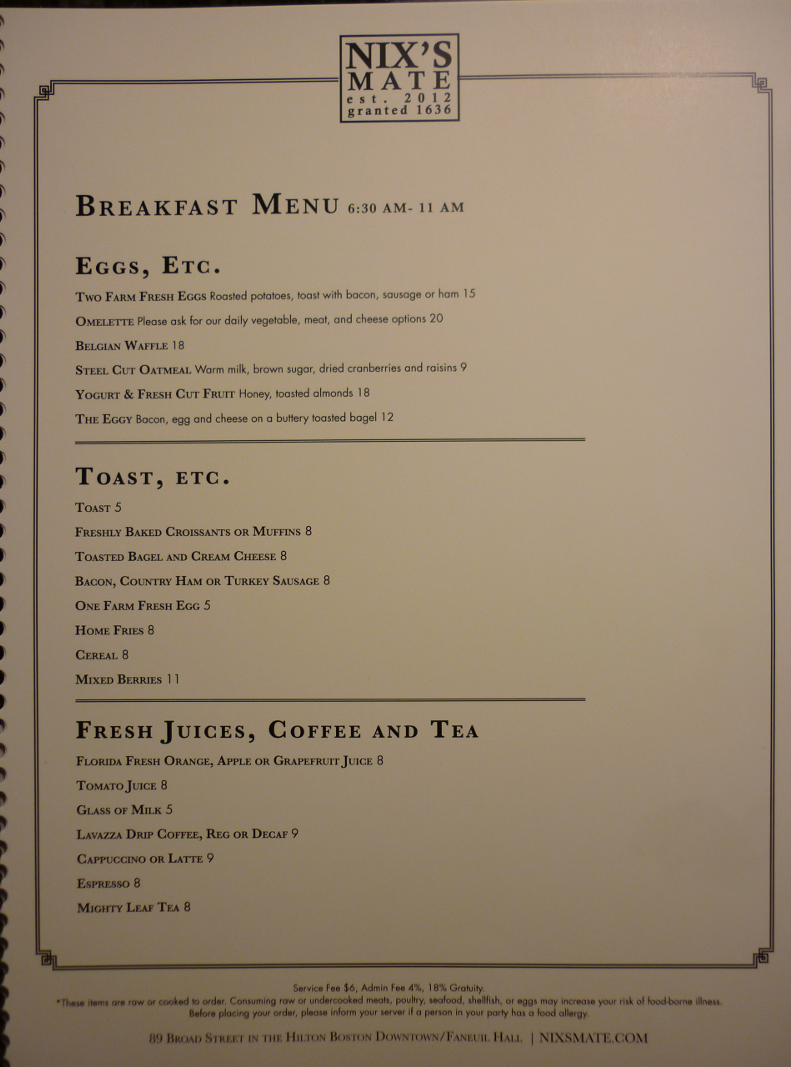 NIX'S
MATE
est. 2012
granted 1636
BREAKFAST MENU 6:30 AM- 11 AM
EGGS, ETC.
TWO FARM FRESH EGGS Roasted potatoes, toast with bacon, sausage or ham 15
OMELETTE Please ask for our daily vegetable, meat, and cheese options 20
BELGIAN WAFFLE 18
STEEL CUT OATMEAL Warm milk, brown sugar, dried cranberries and raisins 9
YOGURT & FRESH CUT FRUIT Honey, toasted almonds 18
THE EGGY Bacon, egg and cheese on a buttery toasted bagel 12
TOAST, ETC.
TOAST 5
FRESHLY BAKED CROISSANTS OR MUFFINS 8
TOASTED BAGEL AND CREAM CHEESE 8
BACON, COUNTRY HAM OR TURKEY SAUSAGE 8
ONE FARM FRESH EGG 5
HOME FRIES 8
CEREAL 8
MIXED BERRIES 11
FRESH JUICES, COFFEE AND TEA
FLORIDA FRESH ORANGE, APPLE OR GRAPEFRUIT JUICE 8
TOMATO JUICE 8
GLASS OF MILK 5
LAVAZZA DRIP COFFEE, REG OR DECAF 9
CAPPUCCINO OR LATTE 9
ESPRESSO 8
MIGHTY LEAF TEA 8
Service Fee $6, Admin Fee 4%, 18% Gratuity.
*These items are raw or cooked to order. Consuming raw or undercooked meats, poultry, seafood, shellfish, or eggs may increase your risk of food-borne illness.
Before placing your order, please inform your server if a person in your party has a food allergy.
89 BROAD STREET IN THE HILTON BOSTON DOWNTOWN/FANEUIL HALL | NIXSMATE.COM